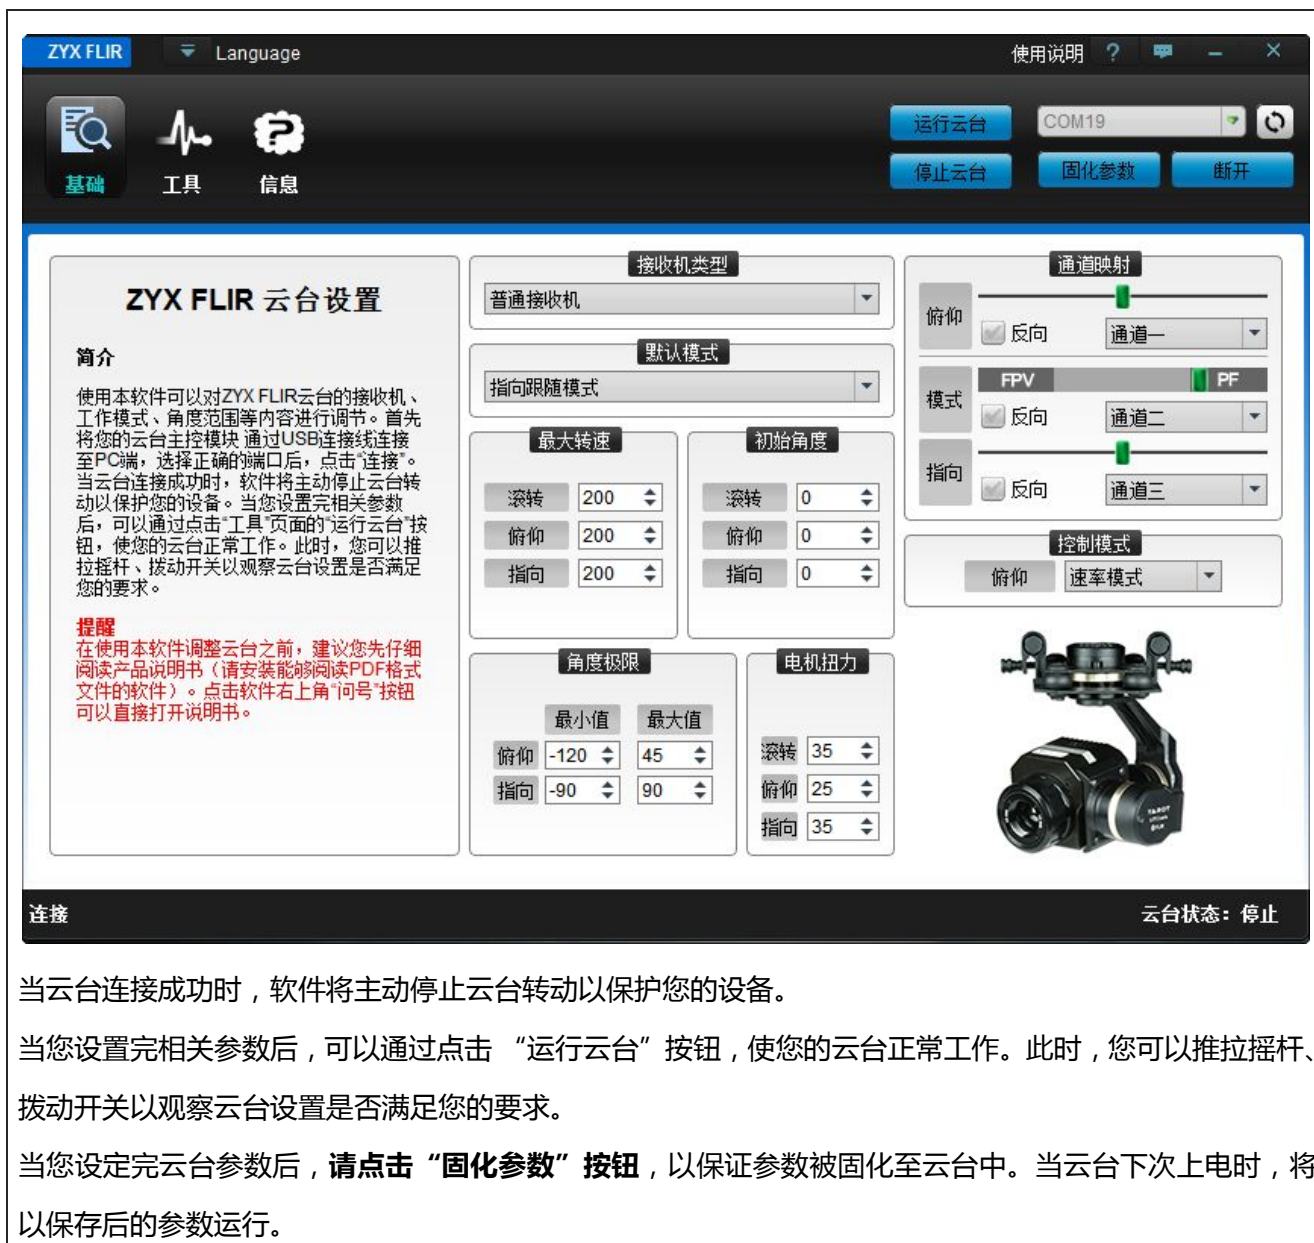 ZYX FLIR
Language
使用说明 ?
基础
工具
信息
运行云台
COM19
停止云台
固化参数
断开
ZYX FLIR 云台设置
简介
使用本软件可以对ZYX FLIR云台的接收机、
工作模式、角度范围等内容进行调节。首先
将您的云台主控模块 通过USB连接线连接
至PC端，选择正确的端口后，点击“连接”。
当云台连接成功时，软件将主动停止云台转
动以保护您的设备。当您设置完相关参数
后，可以通过点击“工具”页面的“运行云台”按
钮，使您的云台正常工作。此时，您可以推
拉摇杆、拨动开关以观察云台设置是否满足
您的要求。
提醒
在使用本软件调整云台之前，建议您先仔细
阅读产品说明书（请安装能够阅读PDF格式
文件的软件）。点击软件右上角“问号”按钮
可以直接打开说明书。
接收机类型
普通接收机
默认模式
指向跟随模式
最大转速
滚转 200
俯仰 200
指向 200
初始角度
滚转 0
俯仰 0
指向 0
角度极限
最小值 最大值
俯仰 -120 45
指向 -90 90
电机扭力
滚转 35
俯仰 25
指向 35
通道映射
俯仰
反向 通道一
模式
FPV PF
反向 通道二
指向
反向 通道三
控制模式
俯仰 速率模式
TAROT
连接
云台状态：停止
当云台连接成功时，软件将主动停止云台转动以保护您的设备。
当您设置完相关参数后，可以通过点击 “运行云台”按钮，使您的云台正常工作。此时，您可以推拉摇杆、
拨动开关以观察云台设置是否满足您的要求。
当您设定完云台参数后，请点击“固化参数”按钮，以保证参数被固化至云台中。当云台下次上电时，将
以保存后的参数运行。